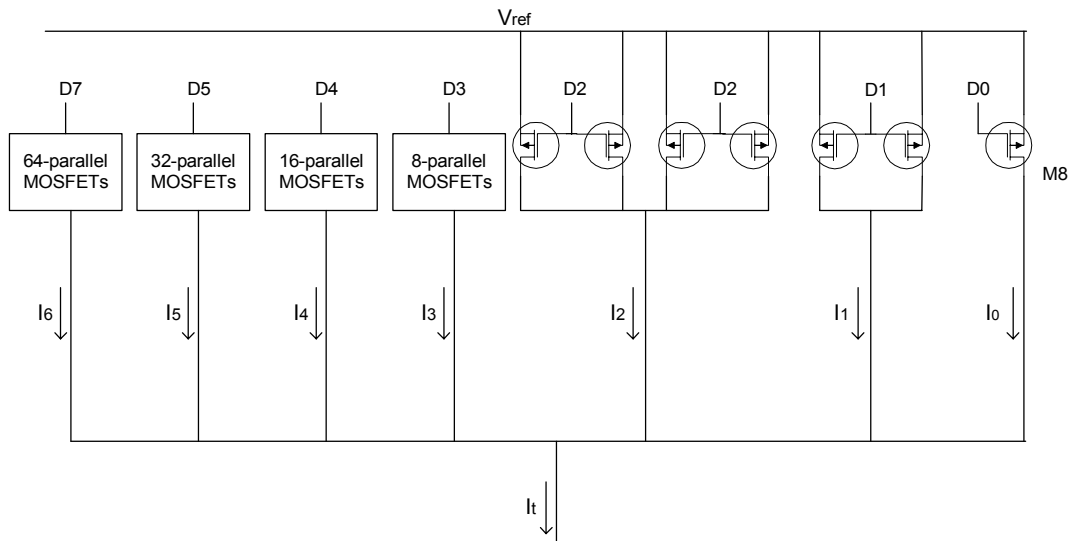 Vref
D7
D5
D4
D3
D2
D2
D1
D0
64-parallel
MOSFETs
32-parallel
MOSFETs
16-parallel
MOSFETs
8-parallel
MOSFETs
M8
I6
I5
I4
I3
I2
I1
I0
It